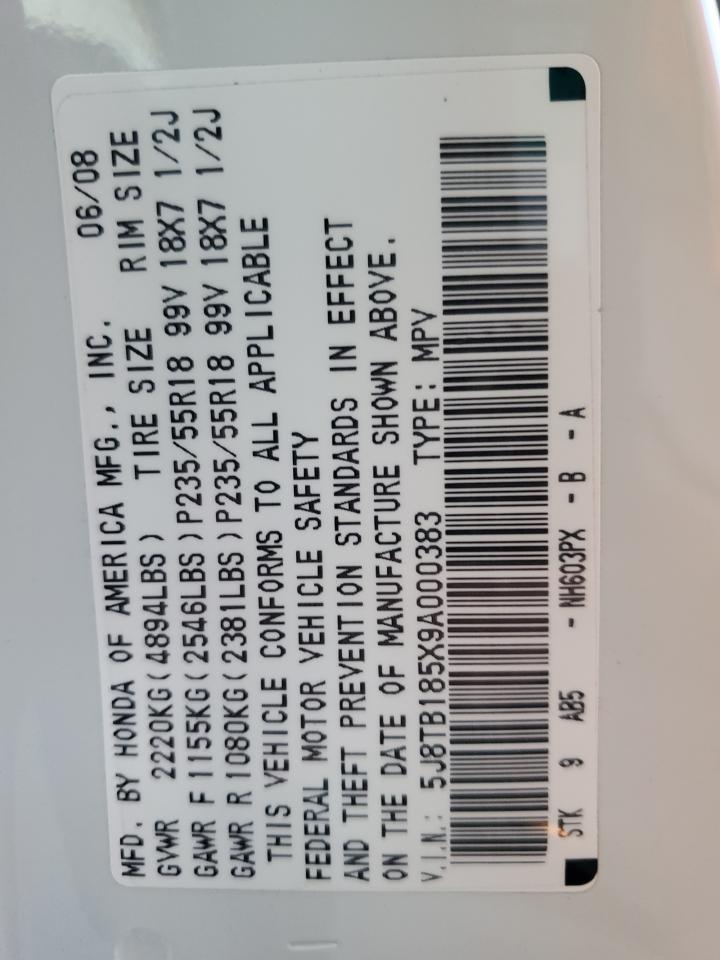 MFD. BY HONDA OF AMERICA MFG., INC. 06/08
GVWR 2220KG(4894LBS) TIRE SIZE RIM SIZE
GAWR F 1155KG(2546LBS)P235/55R18 99V 18X7 1/2J
GAWR R 1080KG(2381LBS)P235/55R18 99V 18X7 1/2J
THIS VEHICLE CONFORMS TO ALL APPLICABLE
FEDERAL MOTOR VEHICLE SAFETY
AND THEFT PREVENTION STANDARDS IN EFFECT
ON THE DATE OF MANUFACTURE SHOWN ABOVE.
V.I.N.: 5J8TB185X9A000383 TYPE: MPV
STK 9 AB5 - NH603PX - B - A